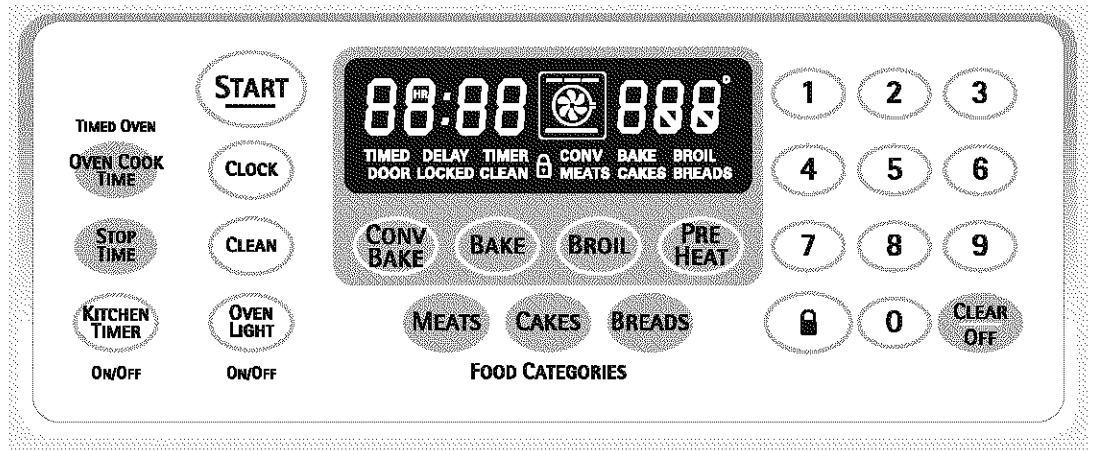 START
TIMED OVEN
OVEN COOK
TIME
CLOCK
STOP
TIME
CLEAN
KITCHEN
TIMER
OVEN
LIGHT
ON/OFF
ON/OFF
88:88 888°
HR
TIMED DELAY TIMER CONV BAKE BROIL
DOOR LOCKED CLEAN MEATS CAKES BREADS
CONV
BAKE
BAKE
BROIL
PRE
HEAT
MEATS CAKES BREADS
FOOD CATEGORIES
1 2 3
4 5 6
7 8 9
0
CLEAR
OFF